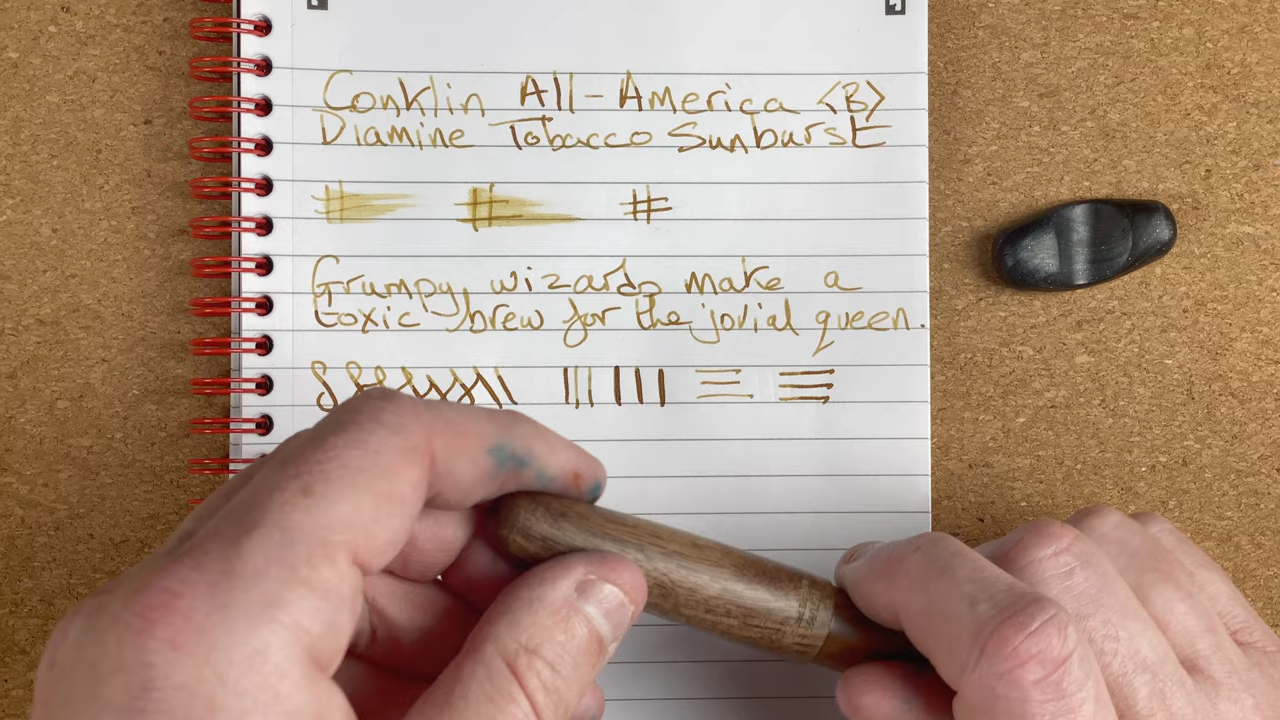 Conklin All-America <B>
Diamine Tobacco Sunburst
# # #
Grumpy wizards make a
toxic brew for the jovial queen.